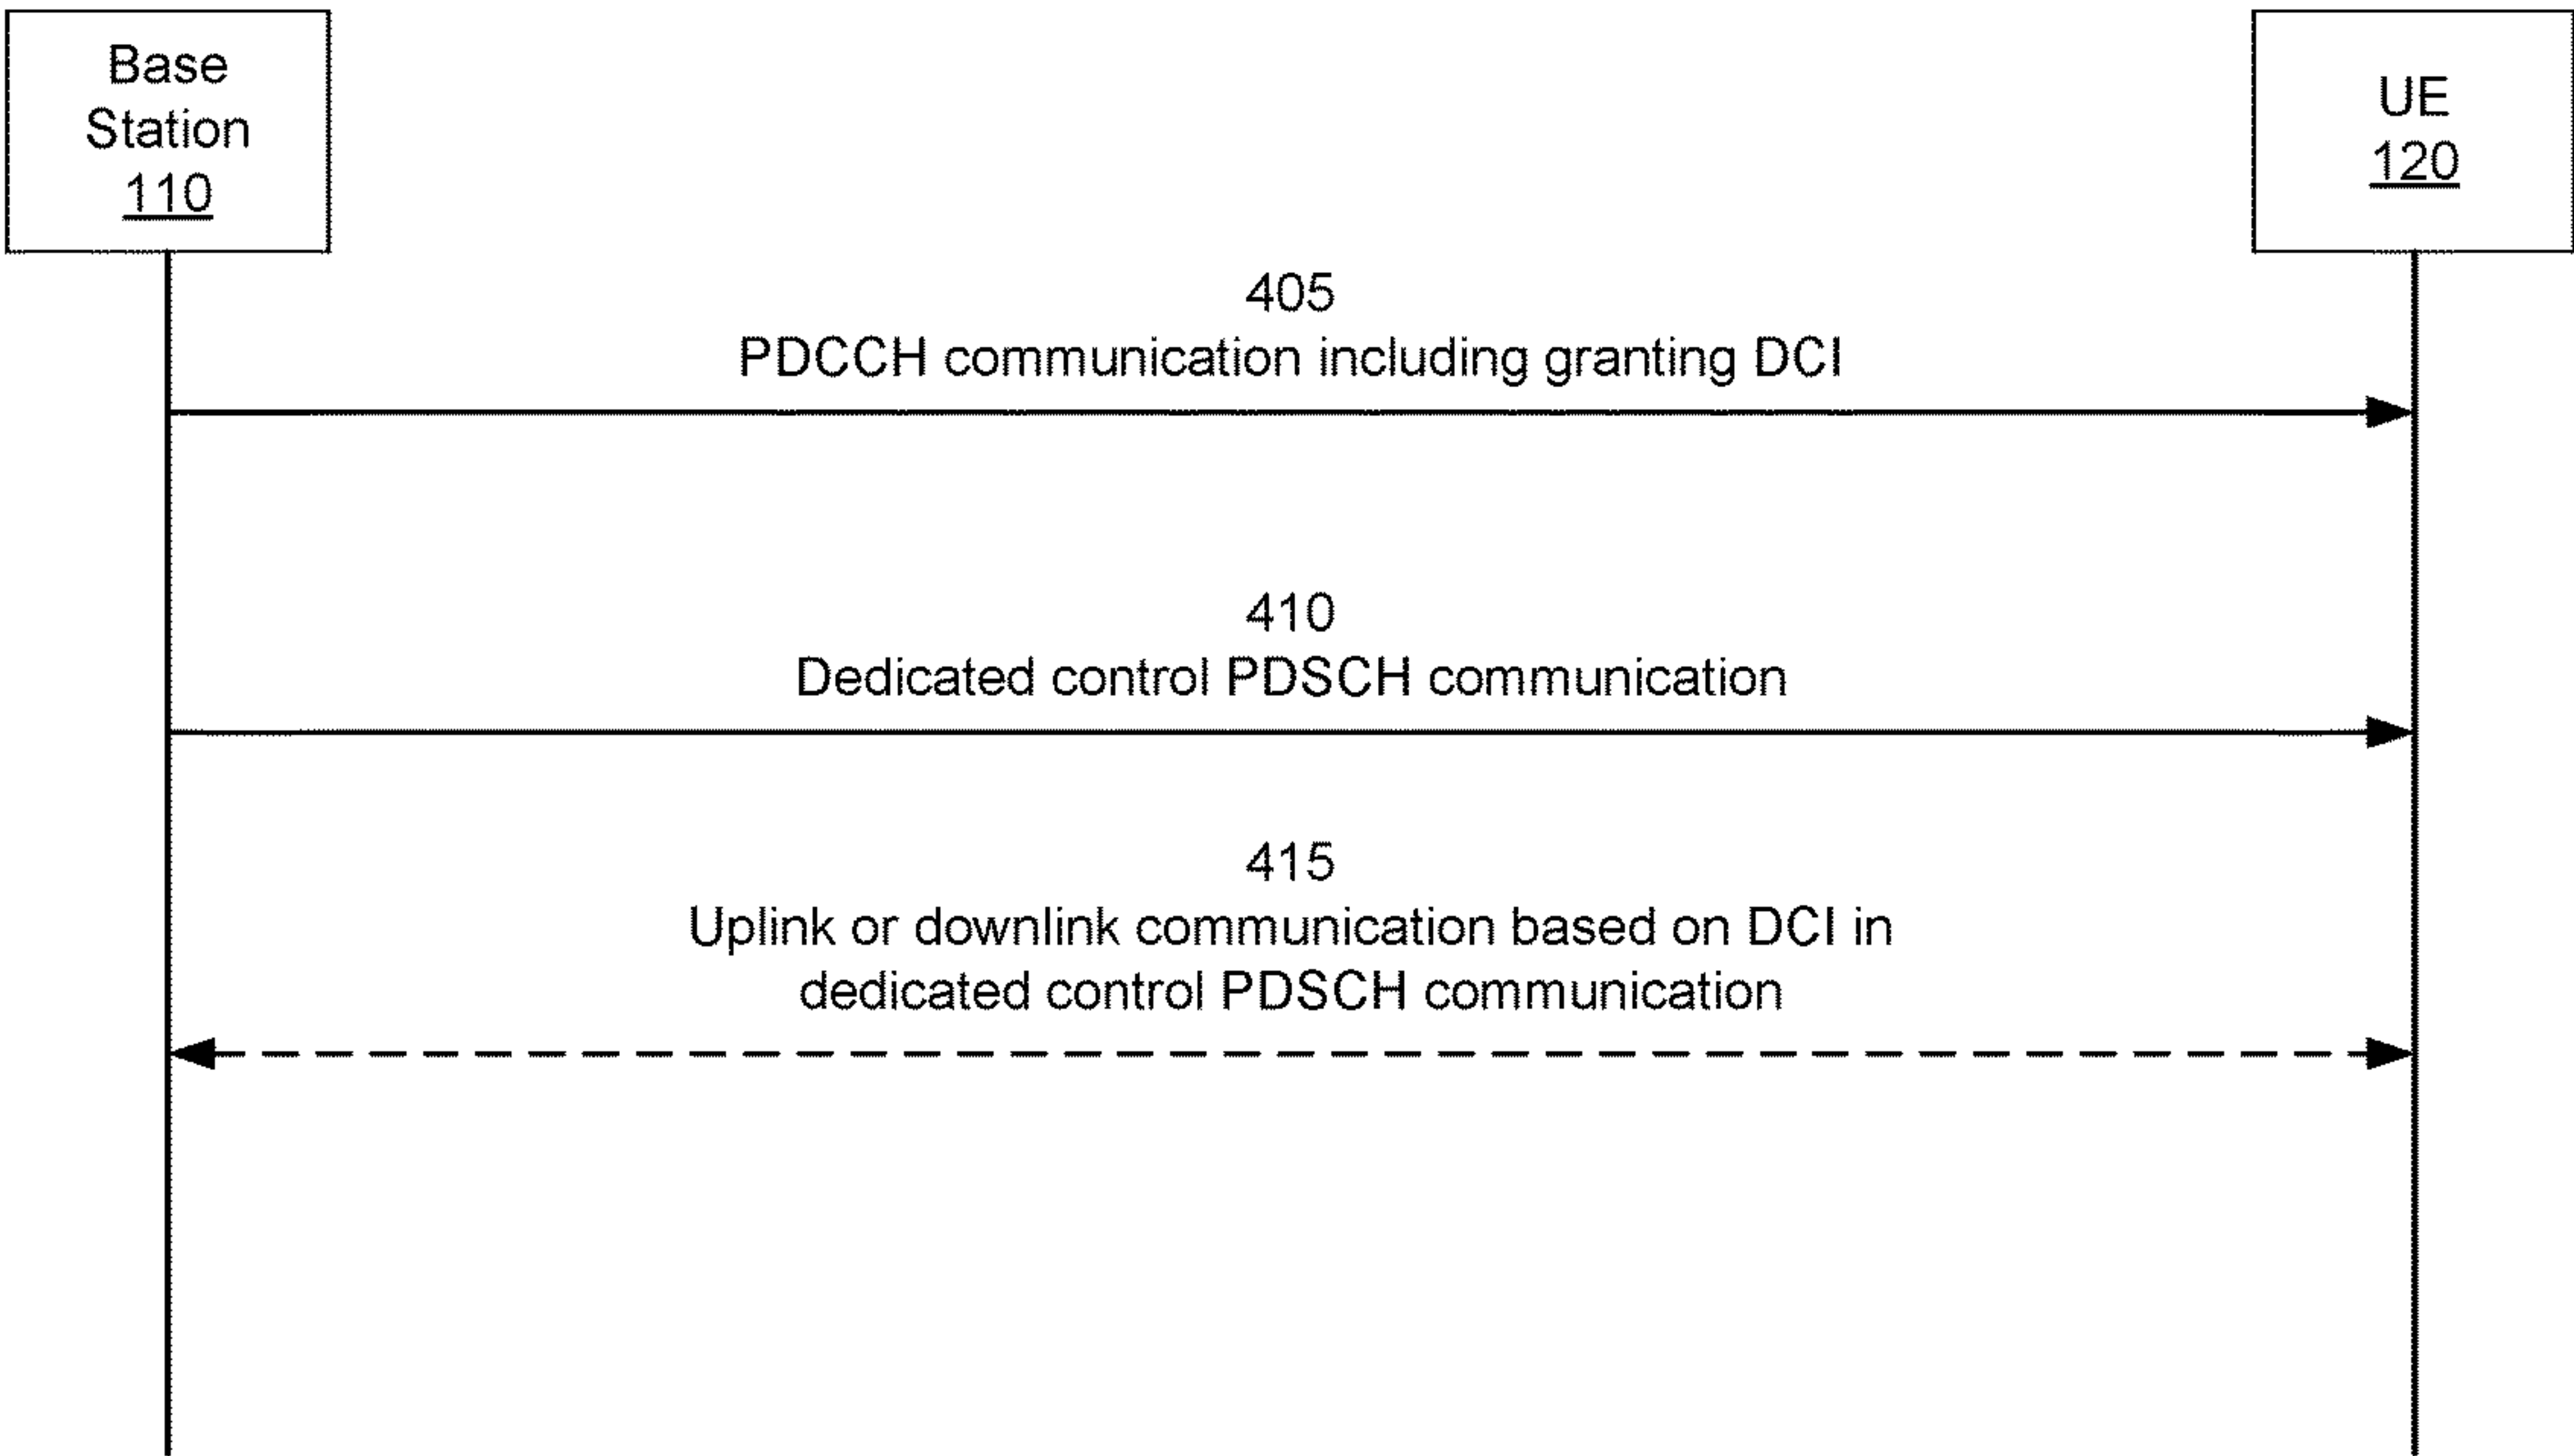 Base
Station
110
UE
120
405
PDCCH communication including granting DCI
410
Dedicated control PDSCH communication
415
Uplink or downlink communication based on DCI in
dedicated control PDSCH communication